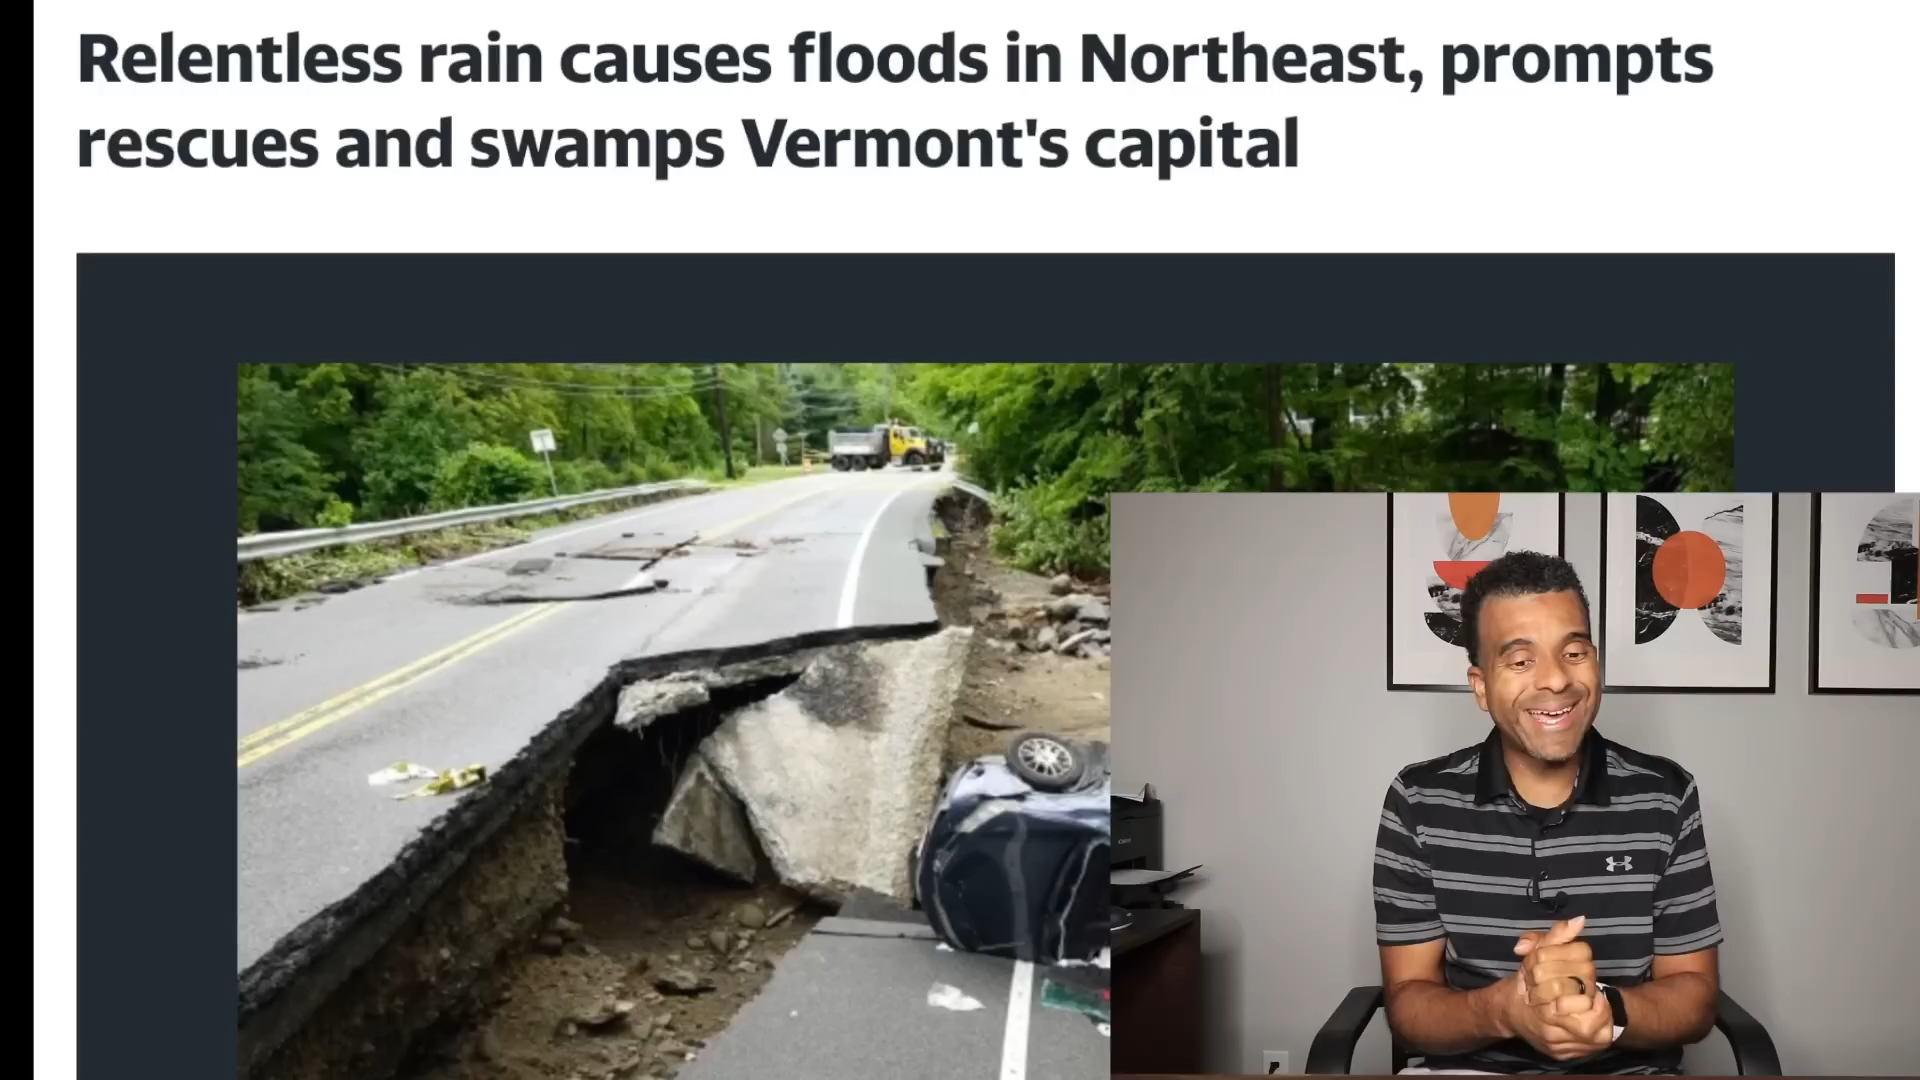 Relentless rain causes floods in Northeast, prompts
rescues and swamps Vermont's capital